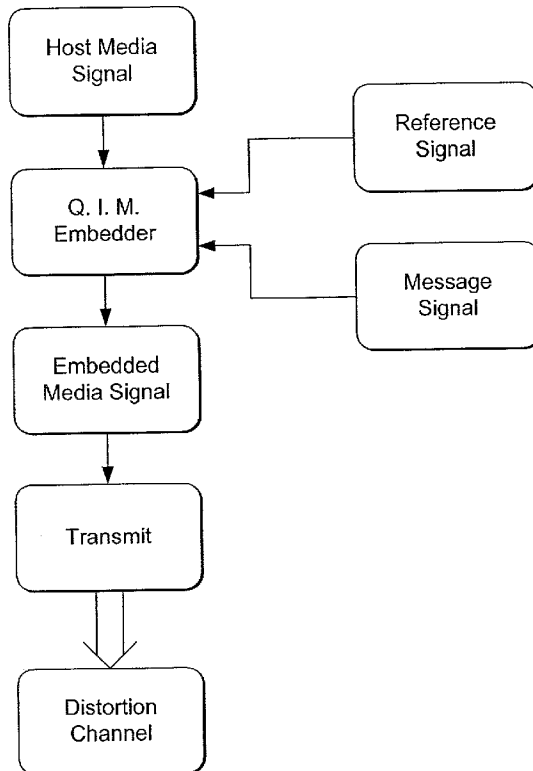 Host Media
Signal
Reference
Signal
Q. I. M.
Embedder
Message
Signal
Embedded
Media Signal
Transmit
Distortion
Channel